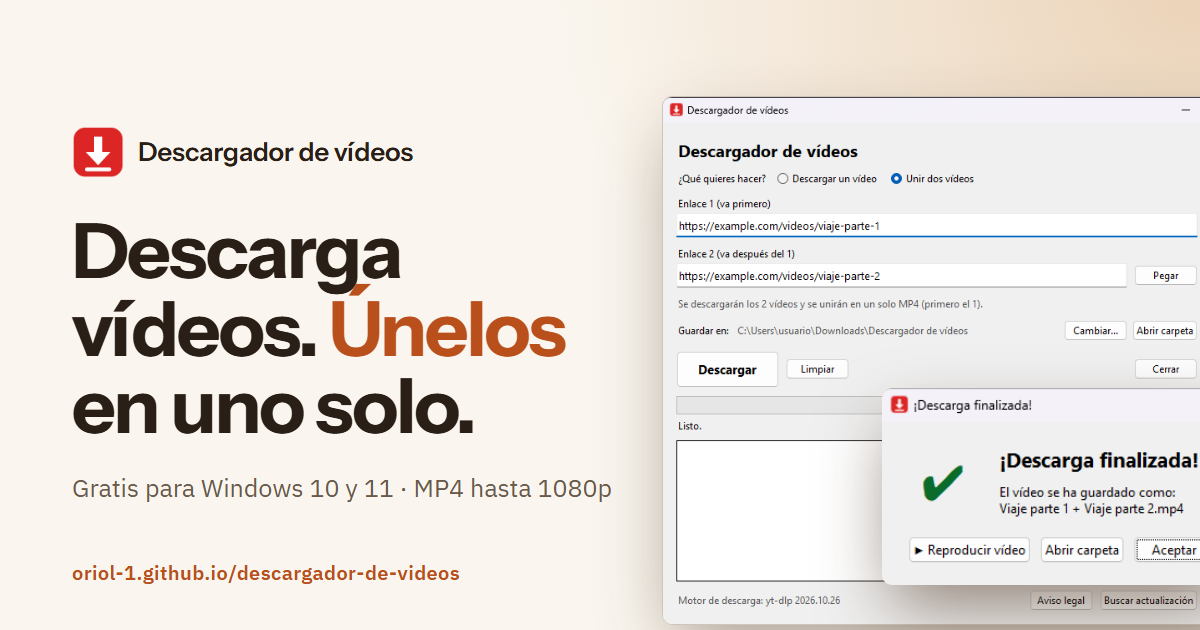 Descargador de vídeos
Descarga
vídeos. Únelos
en uno solo.
Gratis para Windows 10 y 11 · MP4 hasta 1080p
oriol-1.github.io/descargador-de-videos
Descargador de vídeos
Descargador de vídeos
¿Qué quieres hacer? Descargar un vídeo Unir dos vídeos
Enlace 1 (va primero)
https://example.com/videos/viaje-parte-1
Enlace 2 (va después del 1)
https://example.com/videos/viaje-parte-2 Pegar
Se descargarán los 2 vídeos y se unirán en un solo MP4 (primero el 1).
Guardar en: C:\Users\usuario\Downloads\Descargador de vídeos Cambiar... Abrir carpeta
Descargar Limpiar Cerrar
Listo.
¡Descarga finalizada!
¡Descarga finalizada!
El vídeo se ha guardado como:
Viaje parte 1 + Viaje parte 2.mp4
▶ Reproducir vídeo Abrir carpeta Aceptar
Motor de descarga: yt-dlp 2026.10.26 Aviso legal Buscar actualización